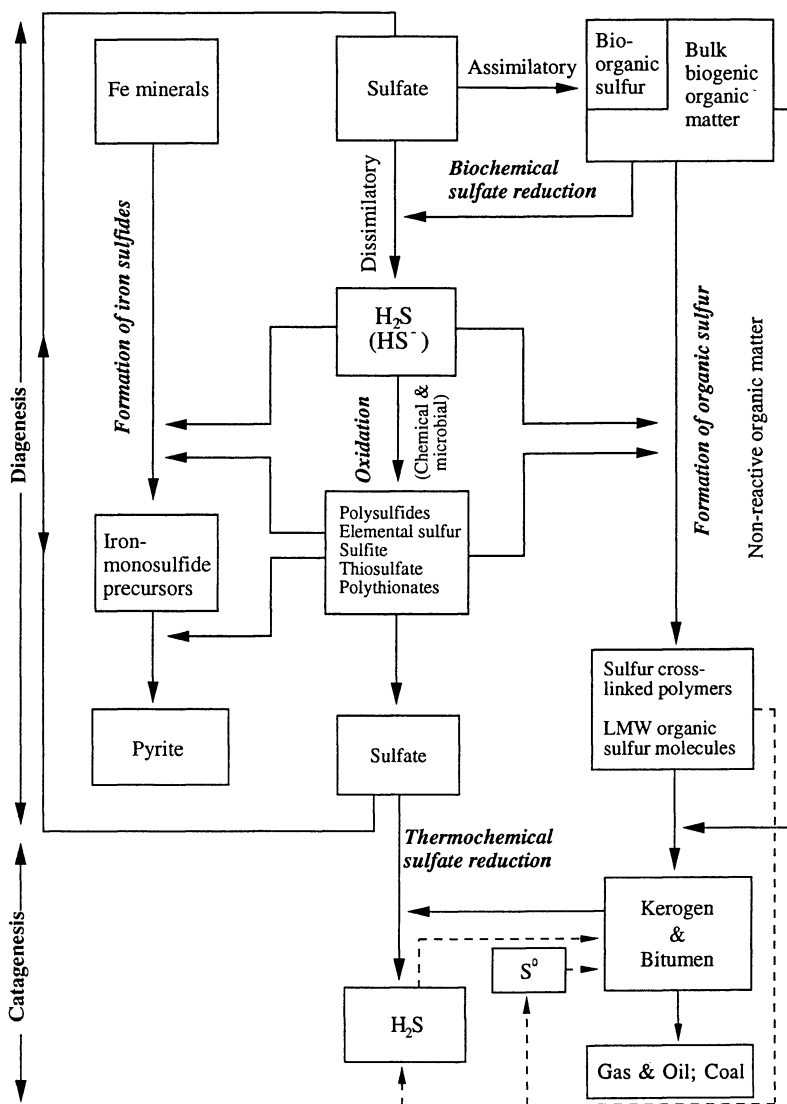 Fe minerals
Sulfate
Assimilatory
Bio-
organic
sulfur
Bulk
biogenic
organic
matter
Dissimilatory
Biochemical
sulfate reduction
Formation of iron sulfides
H₂S
(HS⁻)
Oxidation
(Chemical &
microbial)
Formation of organic sulfur
Non-reactive organic matter
Diagenesis
Iron-
monosulfide
precursors
Polysulfides
Elemental sulfur
Sulfite
Thiosulfate
Polythionates
Pyrite
Sulfate
Sulfur cross-
linked polymers
LMW organic
sulfur molecules
Thermochemical
sulfate reduction
Catagenesis
Kerogen
&
Bitumen
S⁰
H₂S
Gas & Oil; Coal